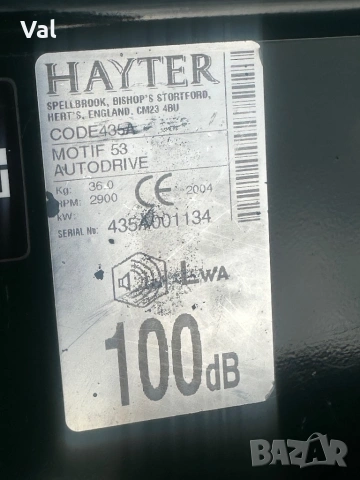 Val
HAYTER
SPELLBROOK, BISHOP'S STORTFORD,
HERT'S, ENGLAND. CM23 4BU
CODE435A
MOTIF 53
AUTODRIVE
Kg: 36.0 CE 2004
RPM: 2900
kW:
SERIAL No: 435A001134
LWA
100dB
BAZAR